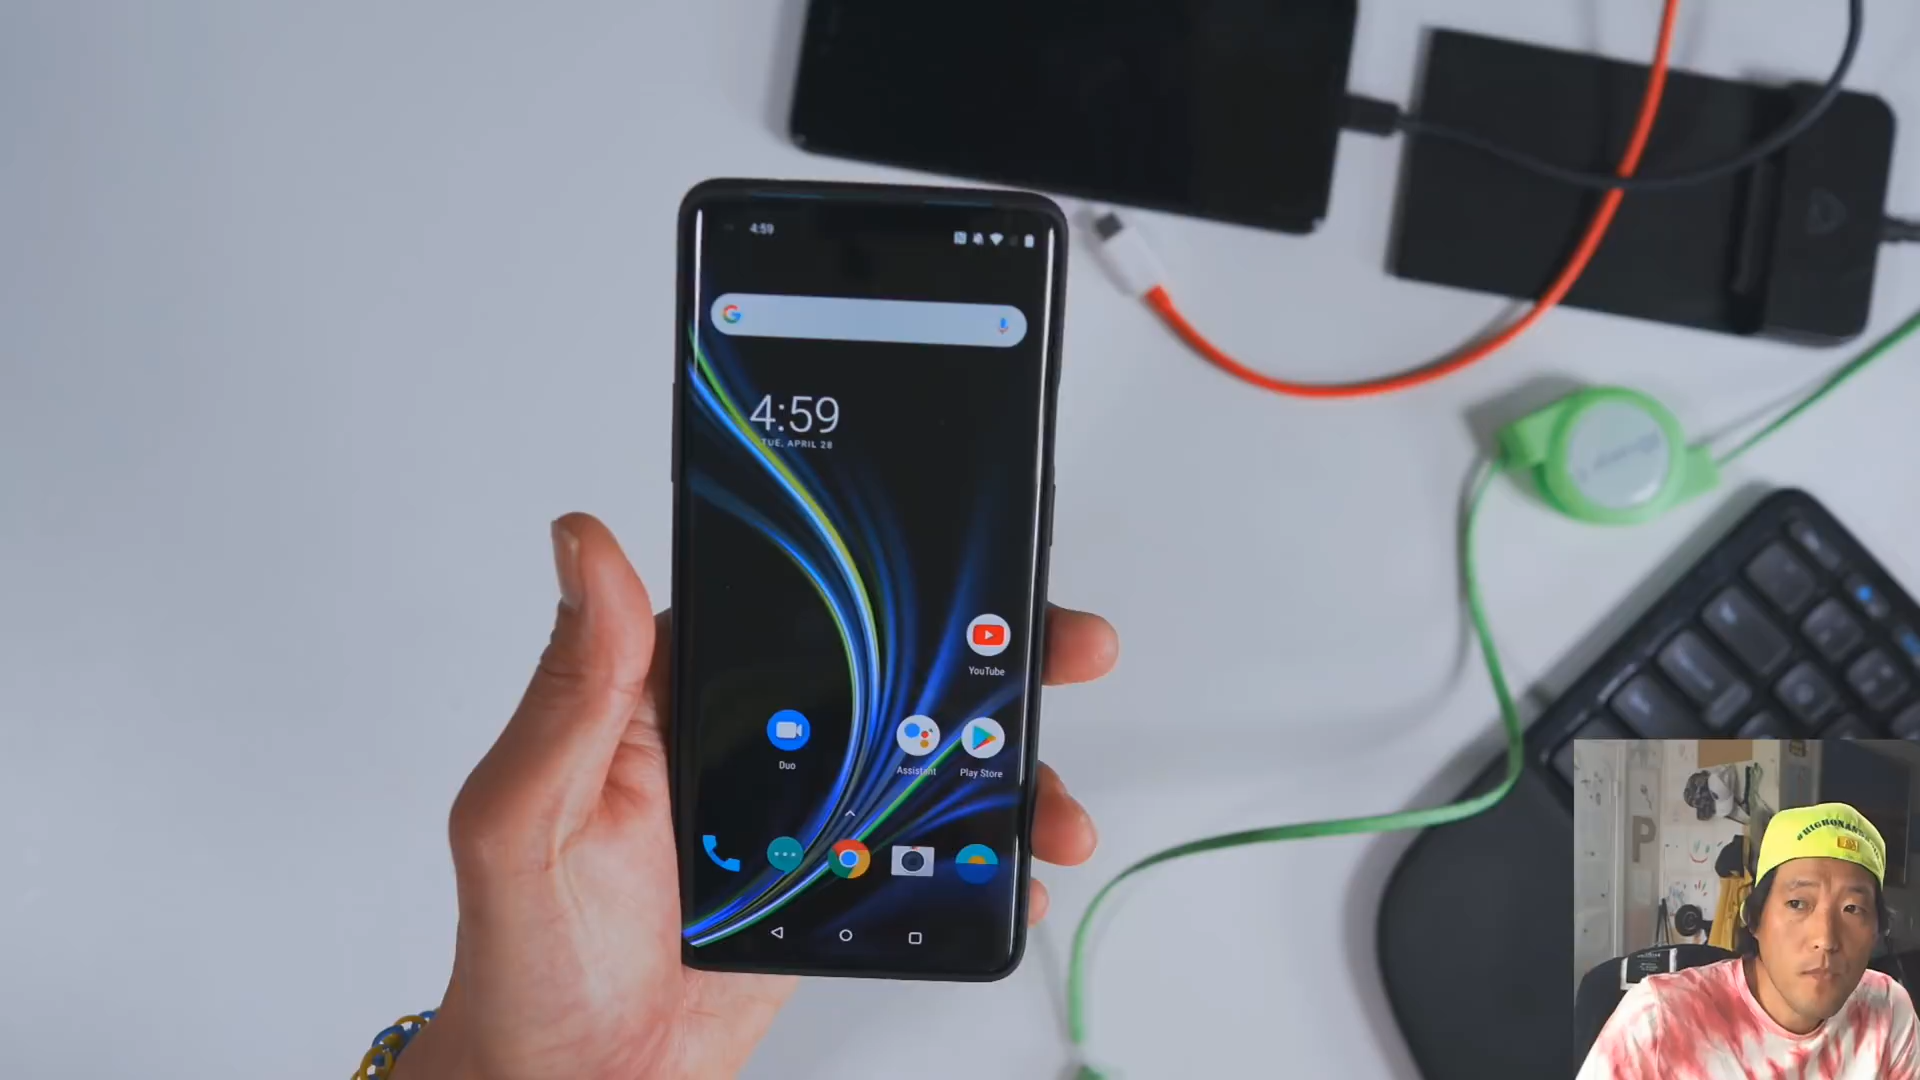 4:59
4:59
TUE, APRIL 28
YouTube
Duo
Assistant
Play Store
P